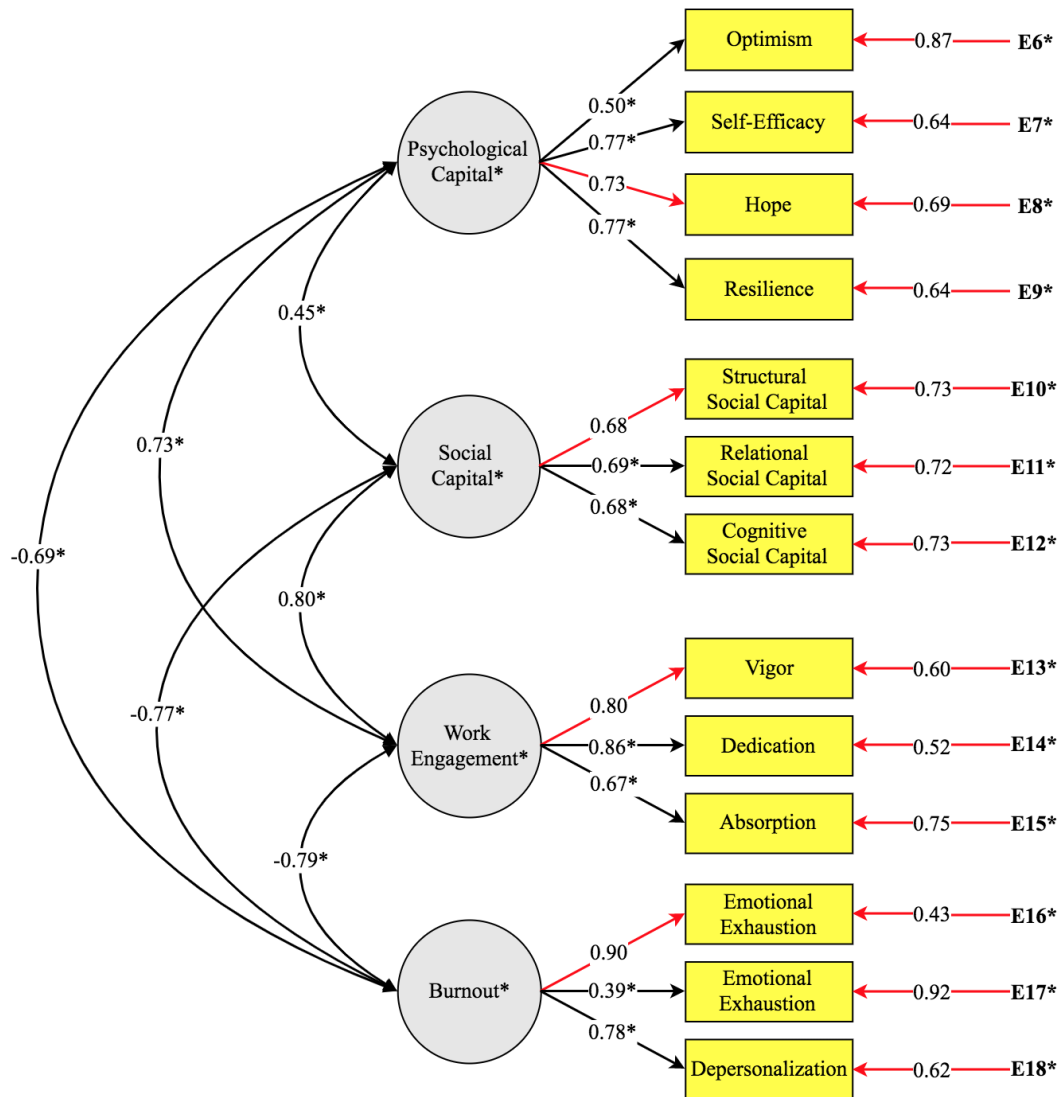 Optimism
0.87
E6*
0.50*
Self-Efficacy
0.64
E7*
Psychological
Capital*
0.77*
0.73
Hope
0.69
E8*
0.77*
Resilience
0.64
E9*
0.45*
Structural
Social Capital
0.73
E10*
0.68
0.73*
Social
Capital*
0.69*
Relational
Social Capital
0.72
E11*
0.68*
Cognitive
Social Capital
0.73
E12*
-0.69*
0.80*
Vigor
0.60
E13*
0.80
-0.77*
Work
Engagement*
0.86*
Dedication
0.52
E14*
0.67*
Absorption
0.75
E15*
-0.79*
Emotional
Exhaustion
0.43
E16*
0.90
Burnout*
0.39*
Emotional
Exhaustion
0.92
E17*
0.78*
Depersonalization
0.62
E18*